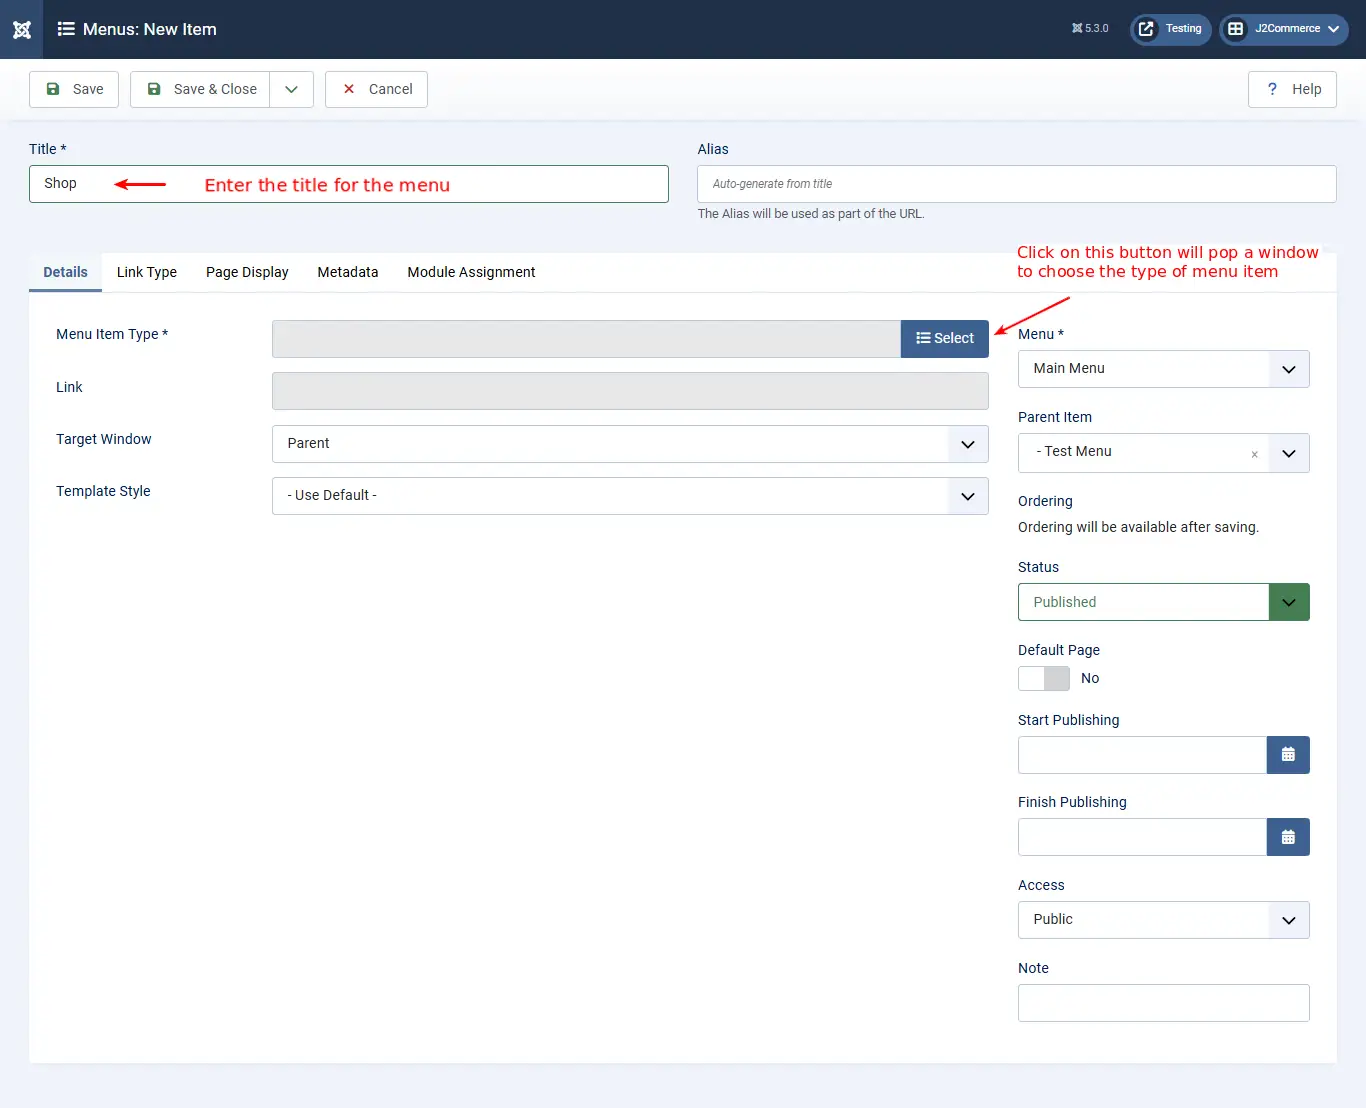 Menus: New Item
5.3.0
Testing
J2Commerce
Save
Save & Close
Cancel
? Help
Title *
Shop
Enter the title for the menu
Alias
Auto-generate from title
The Alias will be used as part of the URL.
Click on this button will pop a window
to choose the type of menu item
Details
Link Type
Page Display
Metadata
Module Assignment
Menu Item Type *
Select
Link
Target Window
Parent
Template Style
- Use Default -
Menu *
Main Menu
Parent Item
- Test Menu
Ordering
Ordering will be available after saving.
Status
Published
Default Page
No
Start Publishing
Finish Publishing
Access
Public
Note